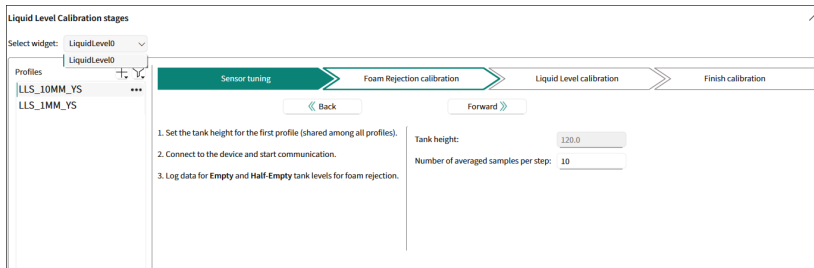 Liquid Level Calibration stages
Select widget: LiquidLevel0
LiquidLevel0
Profiles
LLS_10MM_YS
LLS_1MM_YS
Sensor tuning
Foam Rejection calibration
Liquid Level calibration
Finish calibration
Back
Forward
1. Set the tank height for the first profile (shared among all profiles).
2. Connect to the device and start communication.
3. Log data for Empty and Half-Empty tank levels for foam rejection.
Tank height: 120.0
Number of averaged samples per step: 10